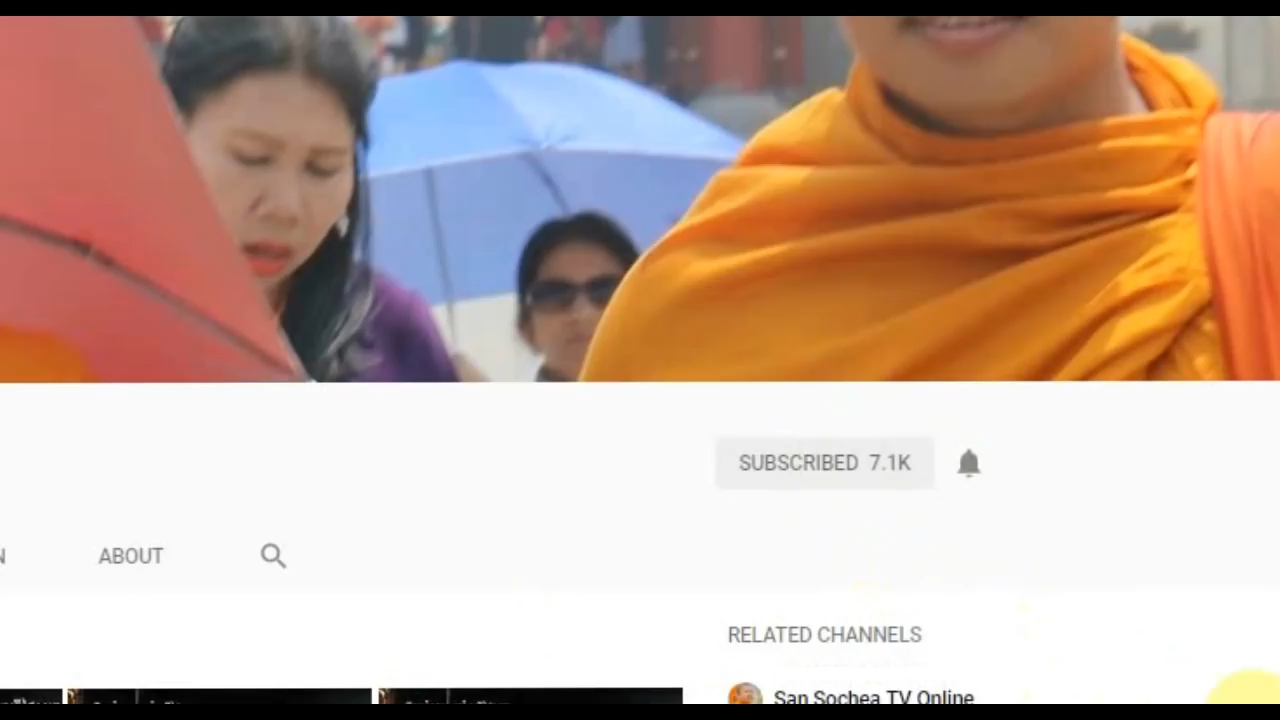 SUBSCRIBED 7.1K
ABOUT
RELATED CHANNELS
San Sochea TV Online